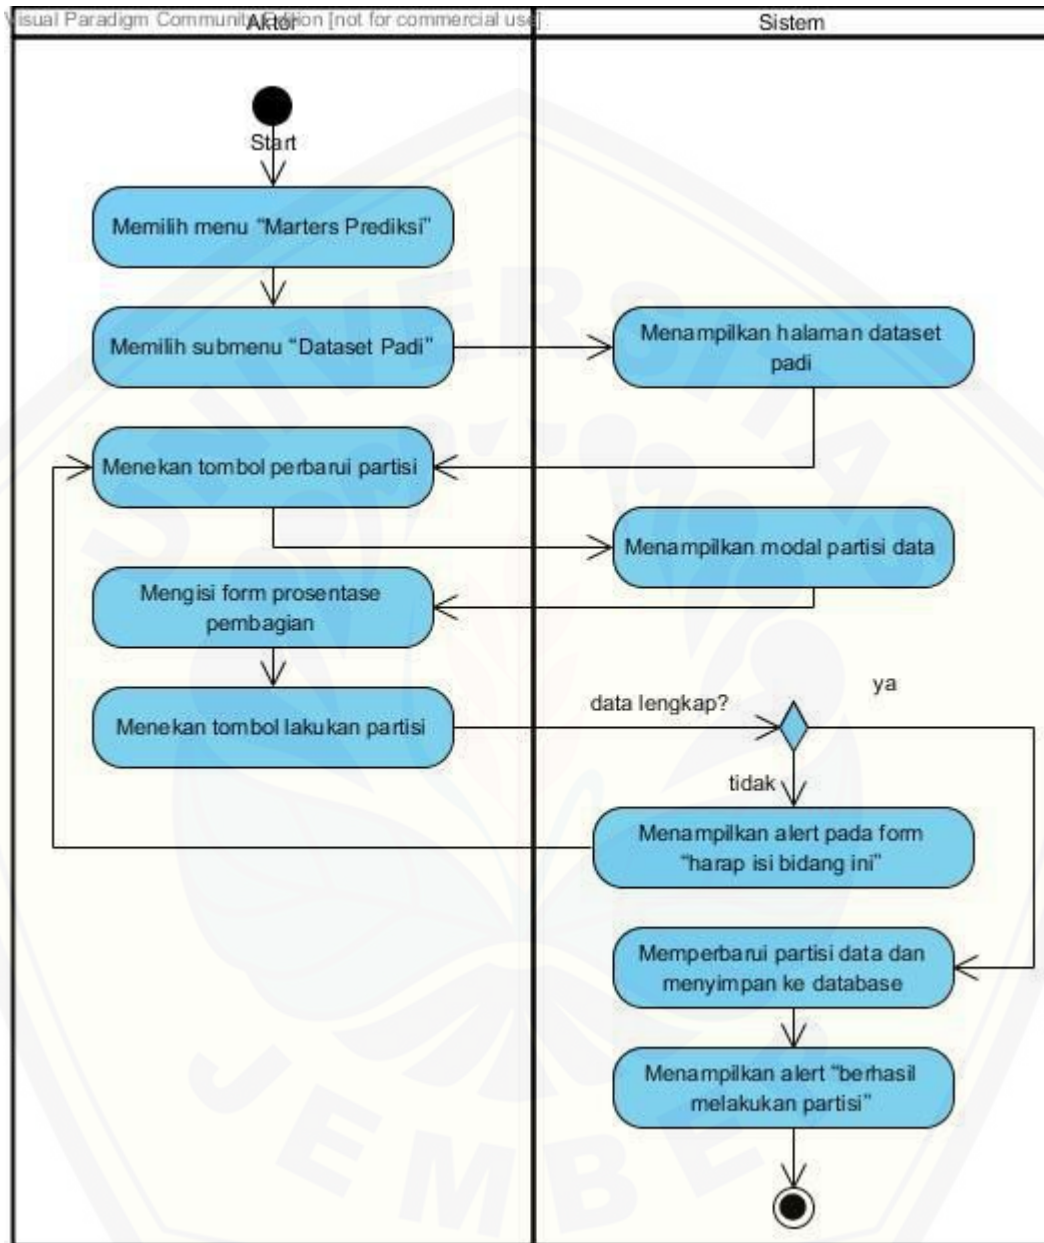 Visual Paradigm Community Edition [not for commercial use]
Aktor
Sistem
Start
Memilih menu “Marters Prediksi”
Memilih submenu “Dataset Padi”
Menampilkan halaman dataset
padi
Menekan tombol perbarui partisi
Menampilkan modal partisi data
Mengisi form prosentase
pembagian
Menekan tombol lakukan partisi
data lengkap?
ya
tidak
Menampilkan alert pada form
“harap isi bidang ini”
Memperbarui partisi data dan
menyimpan ke database
Menampilkan alert “berhasil
melakukan partisi”
UNIVERSITAS
JEMBER